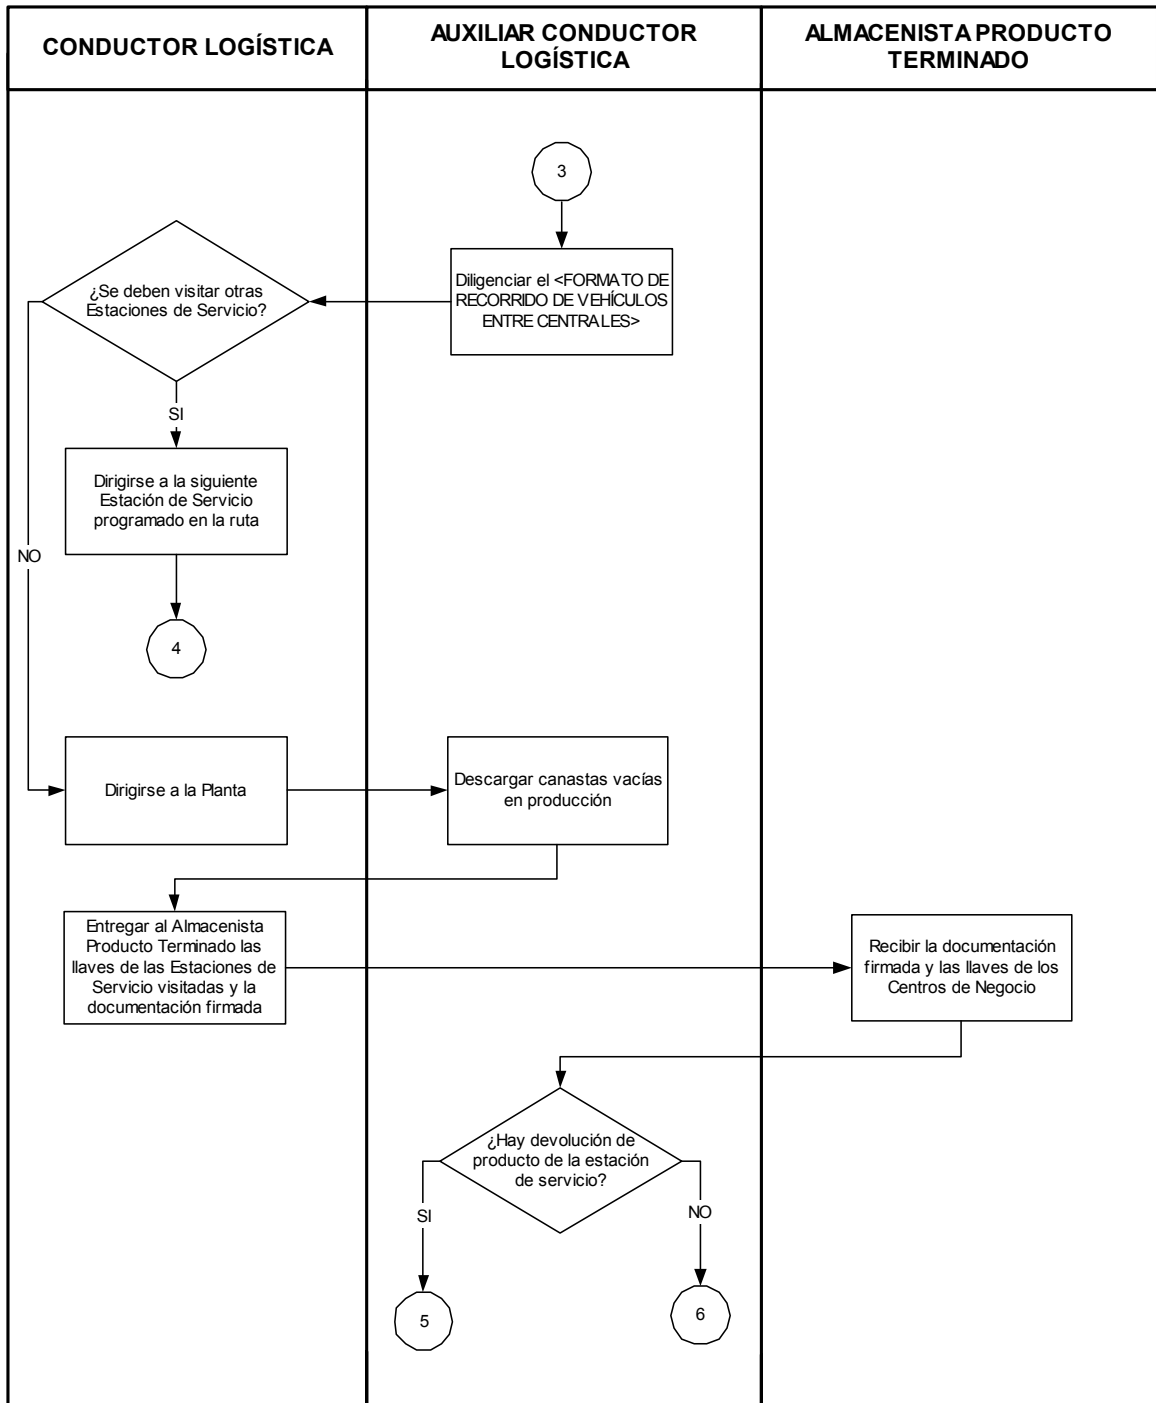 CONDUCTOR LOGÍSTICA
AUXILIAR CONDUCTOR
LOGÍSTICA
ALMACENISTA PRODUCTO
TERMINADO
3
Diligenciar el <FORMATO DE
RECORRIDO DE VEHÍCULOS
ENTRE CENTRALES>
¿Se deben visitar otras
Estaciones de Servicio?
SI
NO
Dirigirse a la siguiente
Estación de Servicio
programado en la ruta
4
Dirigirse a la Planta
Descargar canastas vacías
en producción
Entregar al Almacenista
Producto Terminado las
llaves de las Estaciones de
Servicio visitadas y la
documentación firmada
Recibir la documentación
firmada y las llaves de los
Centros de Negocio
¿Hay devolución de
producto de la estación
de servicio?
SI
NO
5
6